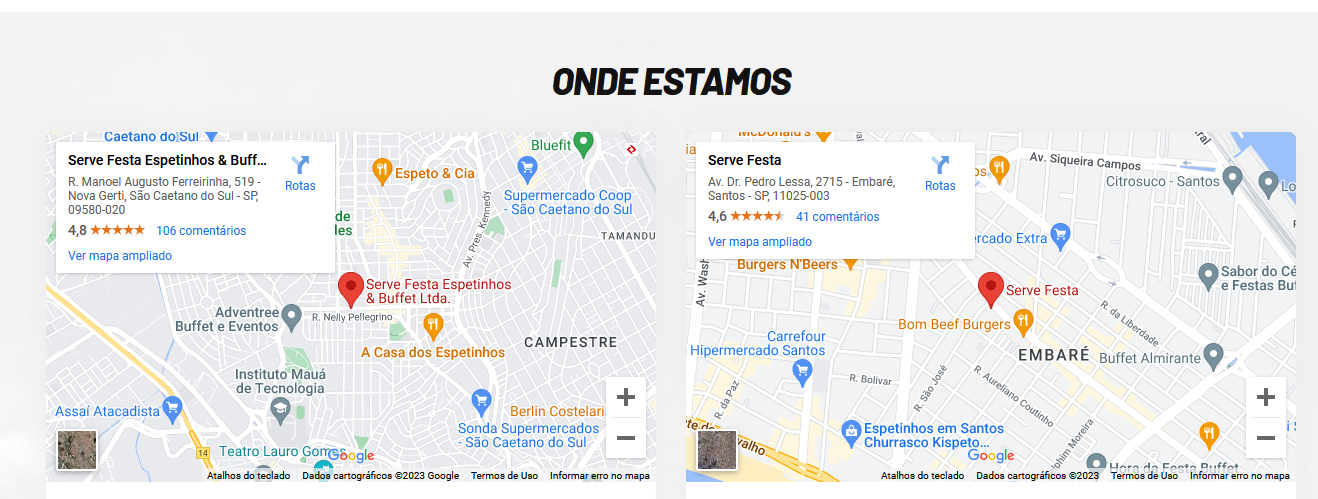 ONDE ESTAMOS
Caetano do Sul
Serve Festa Espetinhos & Buff...
R. Manoel Augusto Ferreirinha, 519 -
Nova Gerti, São Caetano do Sul - SP,
09580-020
Rotas
4,8
106 comentários
Ver mapa ampliado
Bluefit
Espeto & Cia
Supermercado Coop
- São Caetano do Sul
Av. Pres. Kennedy
TAMANDU
de
les
Serve Festa Espetinhos
& Buffet Ltda.
R. Nelly Pellegrino
Adventree
Buffet e Eventos
A Casa dos Espetinhos
CAMPESTRE
Instituto Mauá
de Tecnologia
Assaí Atacadista
Berlin Costelari
Sonda Supermercados
- São Caetano do Sul
14
Teatro Lauro Gomes
Google
Atalhos do teclado
Dados cartográficos ©2023 Google
Termos de Uso
Informar erro no mapa
McDonald's
ia
Serve Festa
Av. Dr. Pedro Lessa, 2715 - Embaré,
Santos - SP, 11025-003
Rotas
4,6
41 comentários
Ver mapa ampliado
os
Av. Siqueira Campos
Citrosuco - Santos
Lo
ercado Extra
Burgers N'Beers
Av. Wash
Sabor do Cé
e Festas Buf
Serve Festa
Bom Beef Burgers
R. da Liberdade
Carrefour
Hipermercado Santos
EMBARÉ
Buffet Almirante
R. Bolivar
R. da Paz
R. São José
R. Aureliano Coutinho
Espetinhos em Santos
Churrasco Kispeto...
Google
Hora da Festa Buffet
Atalhos do teclado
Dados cartográficos ©2023
Termos de Uso
Informar erro no mapa